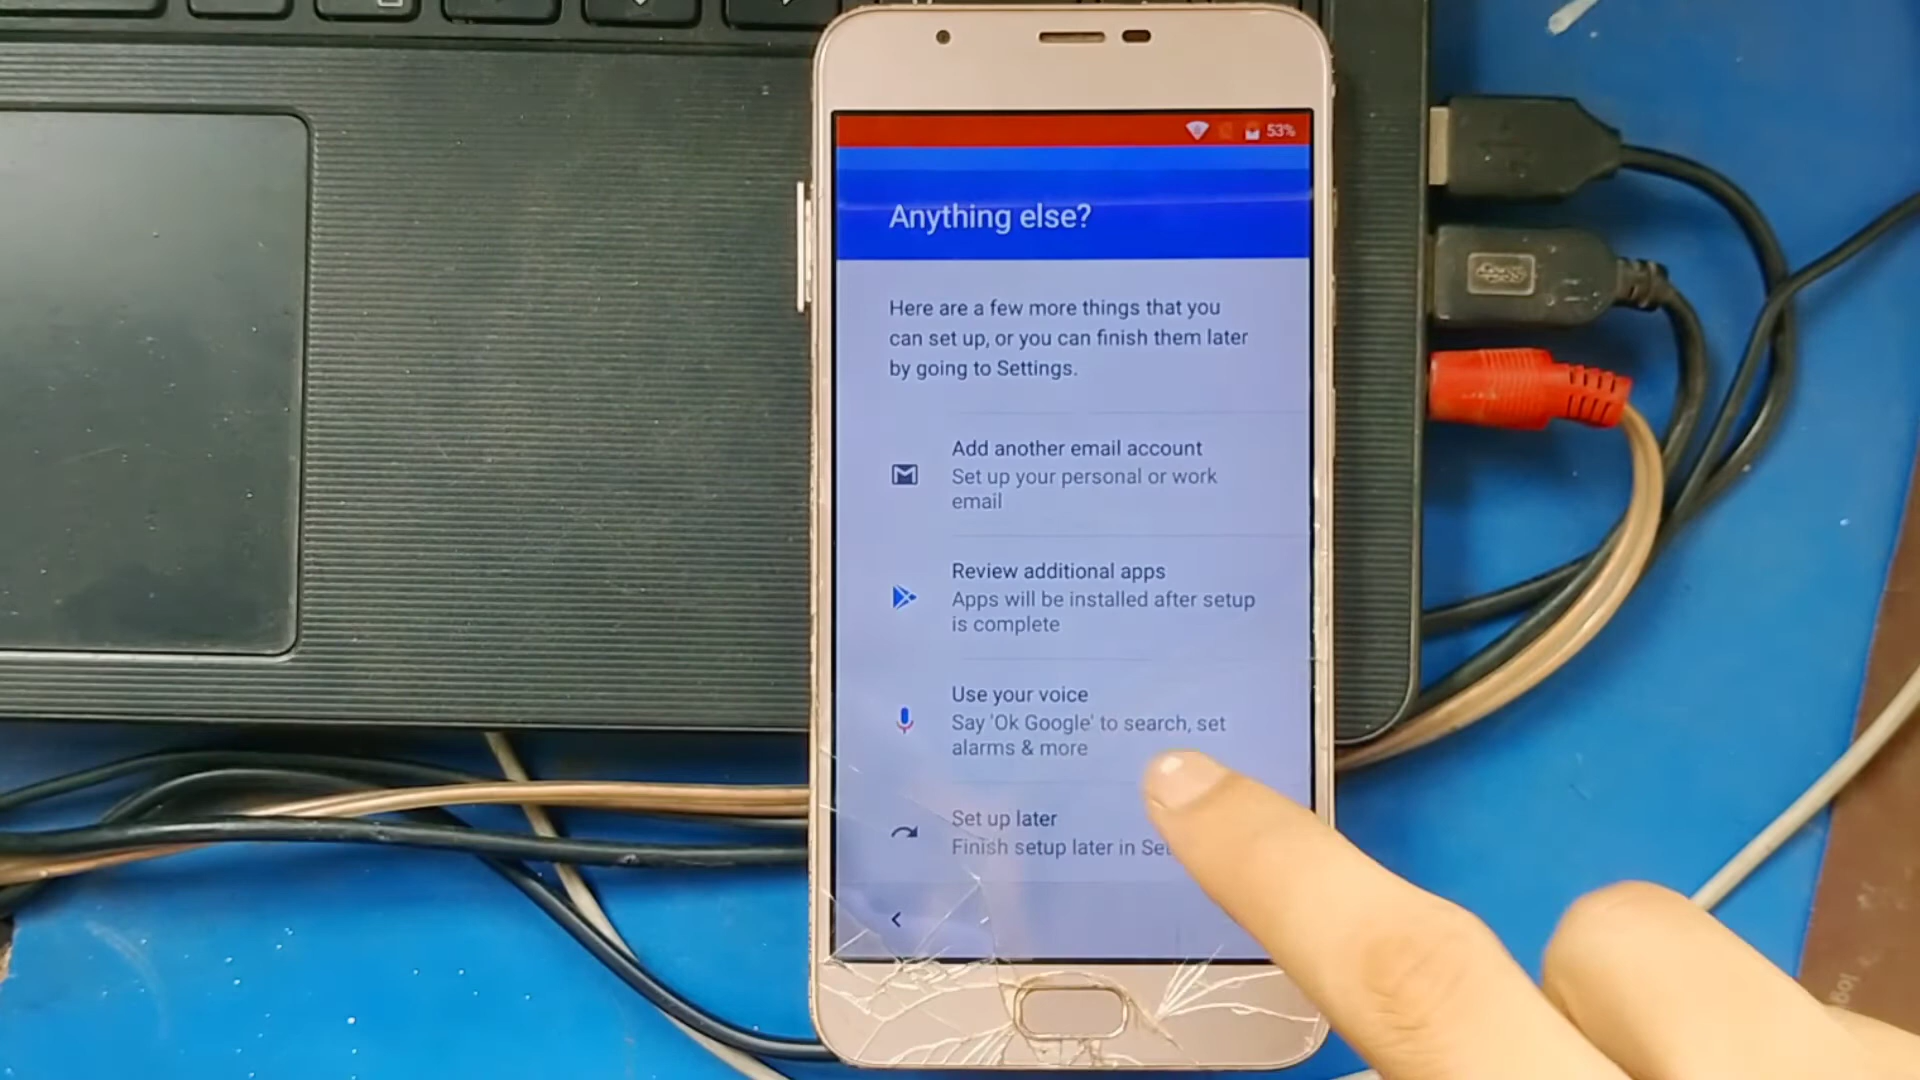 53%
Anything else?
Here are a few more things that you
can set up, or you can finish them later
by going to Settings.
Add another email account
Set up your personal or work
email
Review additional apps
Apps will be installed after setup
is complete
Use your voice
Say 'Ok Google' to search, set
alarms & more
Set up later
Finish setup later in